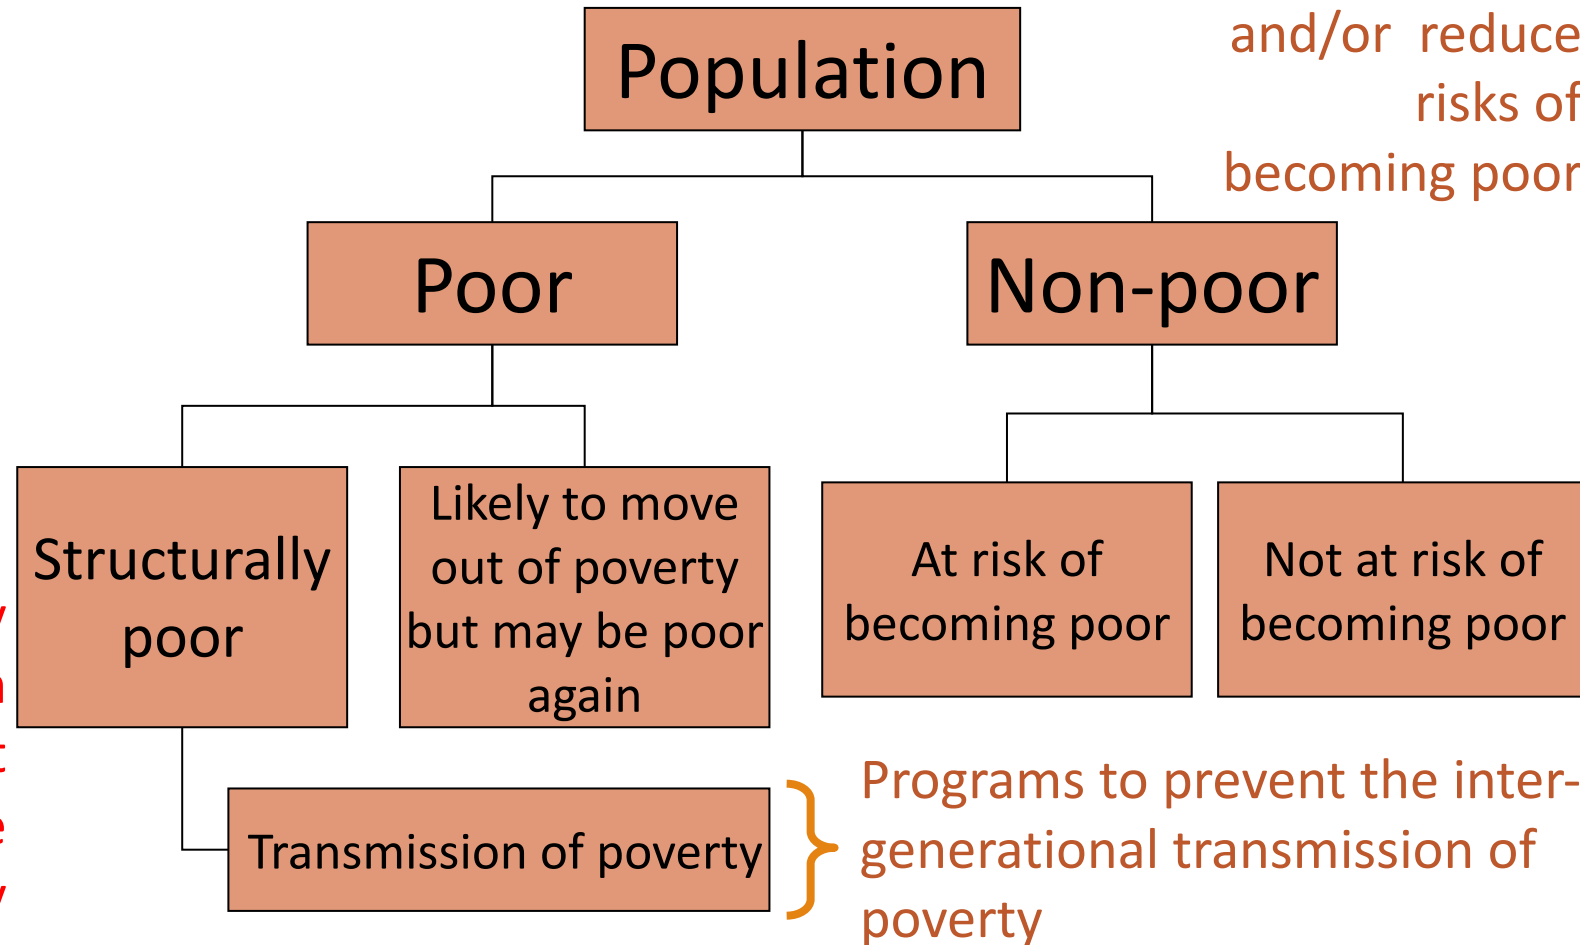 and/or reduce
risks of
becoming poor
Population
Poor
Non-poor
Structurally
poor
Likely to move
out of poverty
but may be poor
again
At risk of
becoming poor
Not at risk of
becoming poor
Transmission of poverty
Programs to prevent the inter-
generational transmission of
poverty